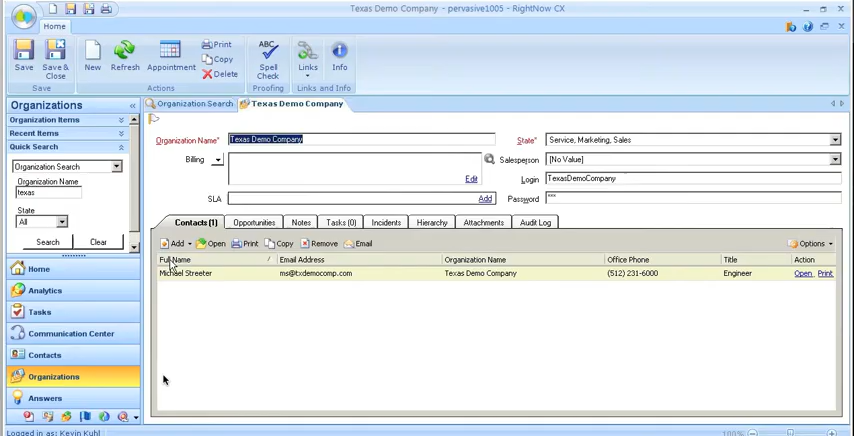 Texas Demo Company - pervasive1005 - RightNow CX
Home
Save
Save & Close
New
Refresh
Appointment
Print
Copy
Delete
ABC
Spell Check
Links
Info
Save
Actions
Proofing
Links and Info
Organizations
Organization Items
Recent Items
Quick Search
Organization Search
Organization Name
texas
State
All
Search
Clear
Home
Analytics
Tasks
Communication Center
Contacts
Organizations
Answers
Organization Search
Texas Demo Company
Organization Name*
Texas Demo Company
State*
Service, Marketing, Sales
Billing
Edit
Salesperson
[No Value]
Login
TexasDemoCompany
SLA
Add
Password
***
Contacts (1)
Opportunities
Notes
Tasks (0)
Incidents
Hierarchy
Attachments
Audit Log
Add
Open
Print
Copy
Remove
Email
Options
Full Name
Email Address
Organization Name
Office Phone
Title
Action
Michael Streeter
ms@txdemocomp.com
Texas Demo Company
(512) 231-6000
Engineer
Open
Print
Logged in as: Kevin Kuhl
100%